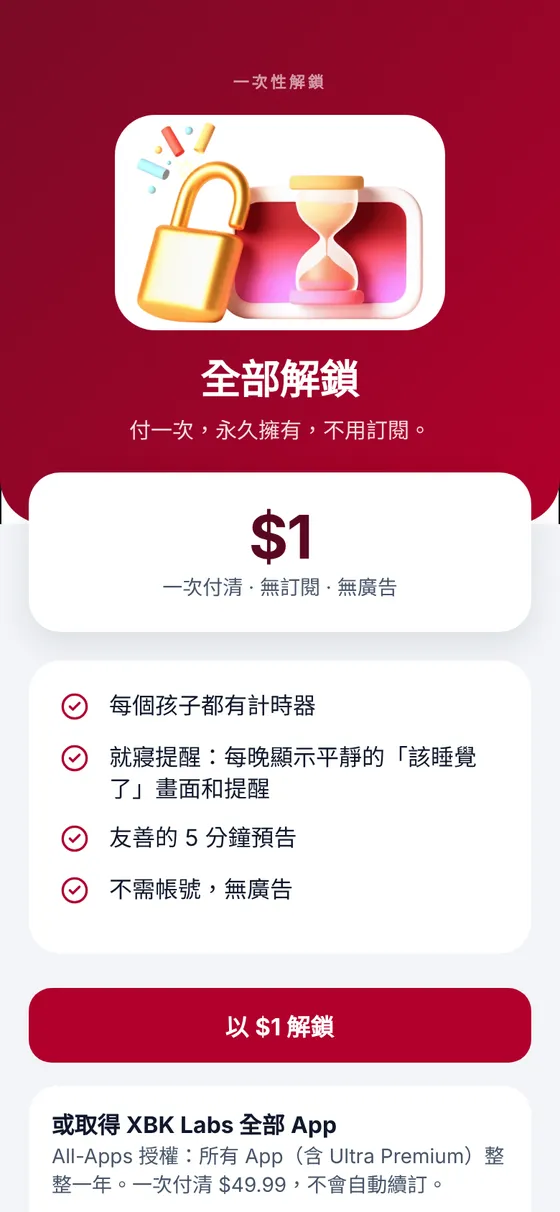 一次性解鎖
全部解鎖
付一次，永久擁有，不用訂閱。
$1
一次付清 · 無訂閱 · 無廣告
每個孩子都有計時器
就寢提醒：每晚顯示平靜的「該睡覺
了」畫面和提醒
友善的 5 分鐘預告
不需帳號，無廣告
以 $1 解鎖
或取得 XBK Labs 全部 App
All-Apps 授權：所有 App（含 Ultra Premium）整
整一年。一次付清 $49.99，不會自動續訂。